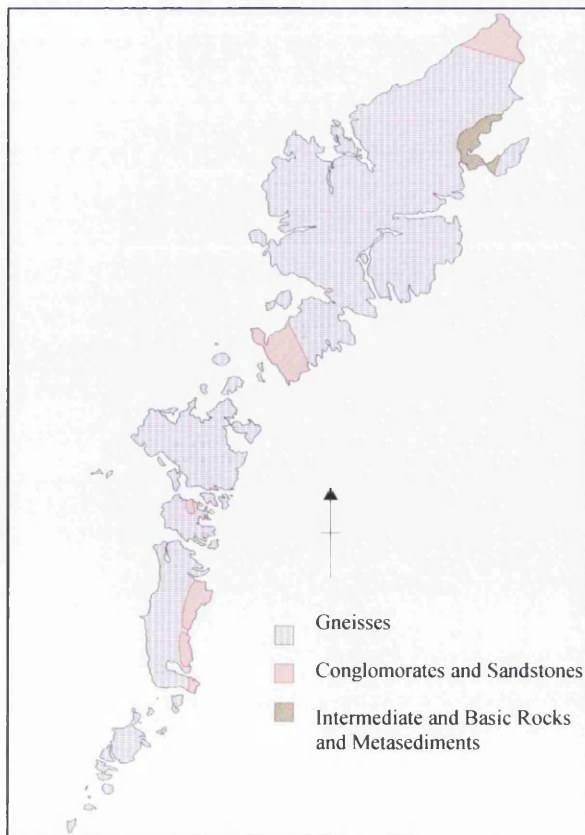 Gneisses
Conglomorates and Sandstones
Intermediate and Basic Rocks
and Metasediments